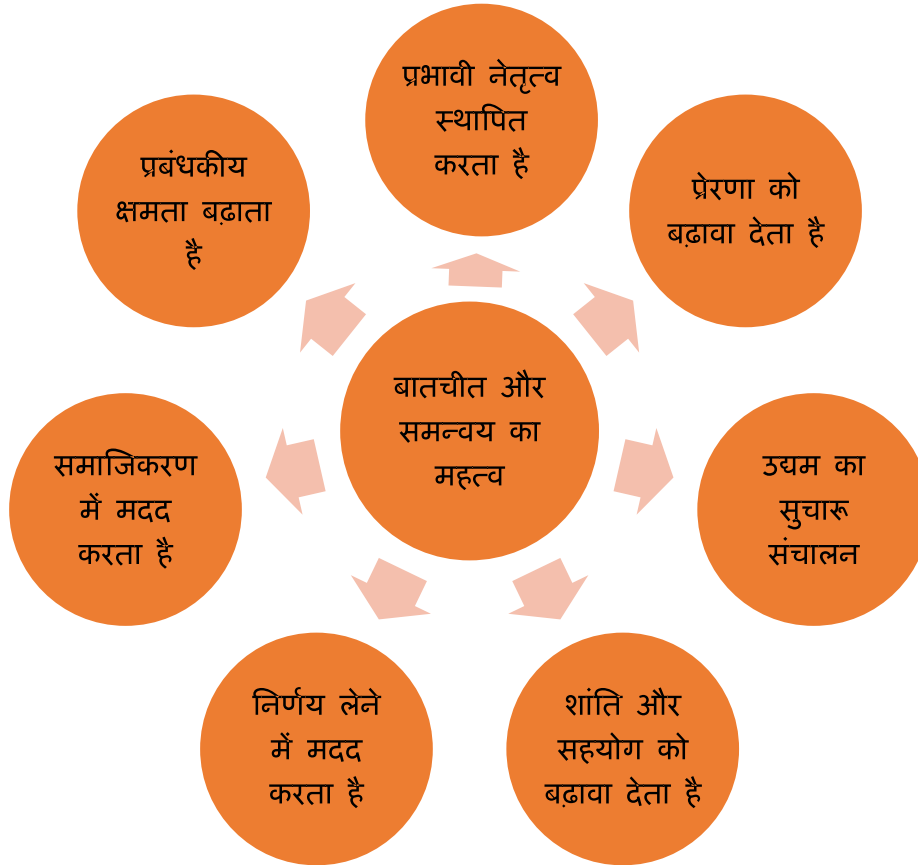 प्रभावी नेतृत्व
स्थापित
करता है
प्रेरणा को
बढ़ावा देता है
उद्यम का
सुचारू
संचालन
शांति और
सहयोग को
बढ़ावा देता है
निर्णय लेने
में मदद
करता है
समाजिकरण
में मदद
करता है
प्रबंधकीय
क्षमता बढ़ाता
है
बातचीत और
समन्वय का
महत्व